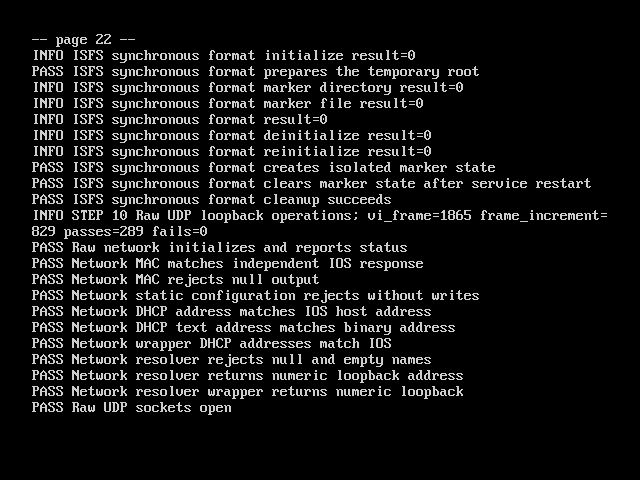 -- page 22 --
INFO ISFS synchronous format initialize result=0
PASS ISFS synchronous format prepares the temporary root
INFO ISFS synchronous format marker directory result=0
INFO ISFS synchronous format marker file result=0
INFO ISFS synchronous format result=0
INFO ISFS synchronous format deinitialize result=0
INFO ISFS synchronous format reinitialize result=0
PASS ISFS synchronous format creates isolated marker state
PASS ISFS synchronous format clears marker state after service restart
PASS ISFS synchronous format cleanup succeeds
INFO STEP 10 Raw UDP loopback operations; vi_frame=1865 frame_increment=
829 passes=289 fails=0
PASS Raw network initializes and reports status
PASS Network MAC matches independent IOS response
PASS Network MAC rejects null output
PASS Network static configuration rejects without writes
PASS Network DHCP address matches IOS host address
PASS Network DHCP text address matches binary address
PASS Network wrapper DHCP addresses match IOS
PASS Network resolver rejects null and empty names
PASS Network resolver returns numeric loopback address
PASS Network resolver wrapper returns numeric loopback
PASS Raw UDP sockets open